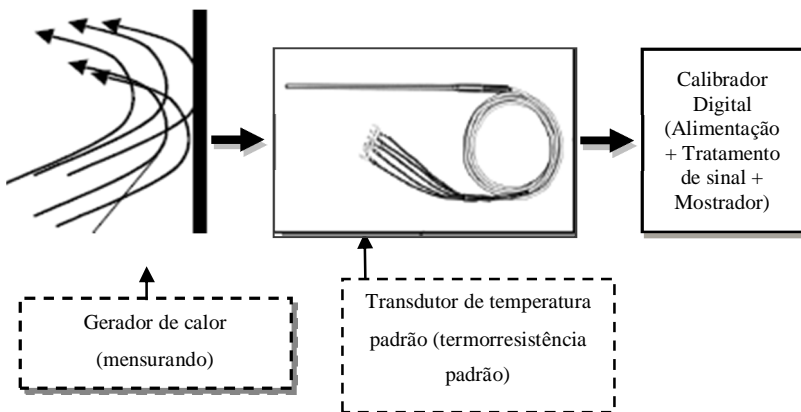 Calibrador
Digital
(Alimentação
+ Tratamento
de sinal +
Mostrador)
Gerador de calor
(mensurando)
Transdutor de temperatura
padrão (termorresistência
padrão)